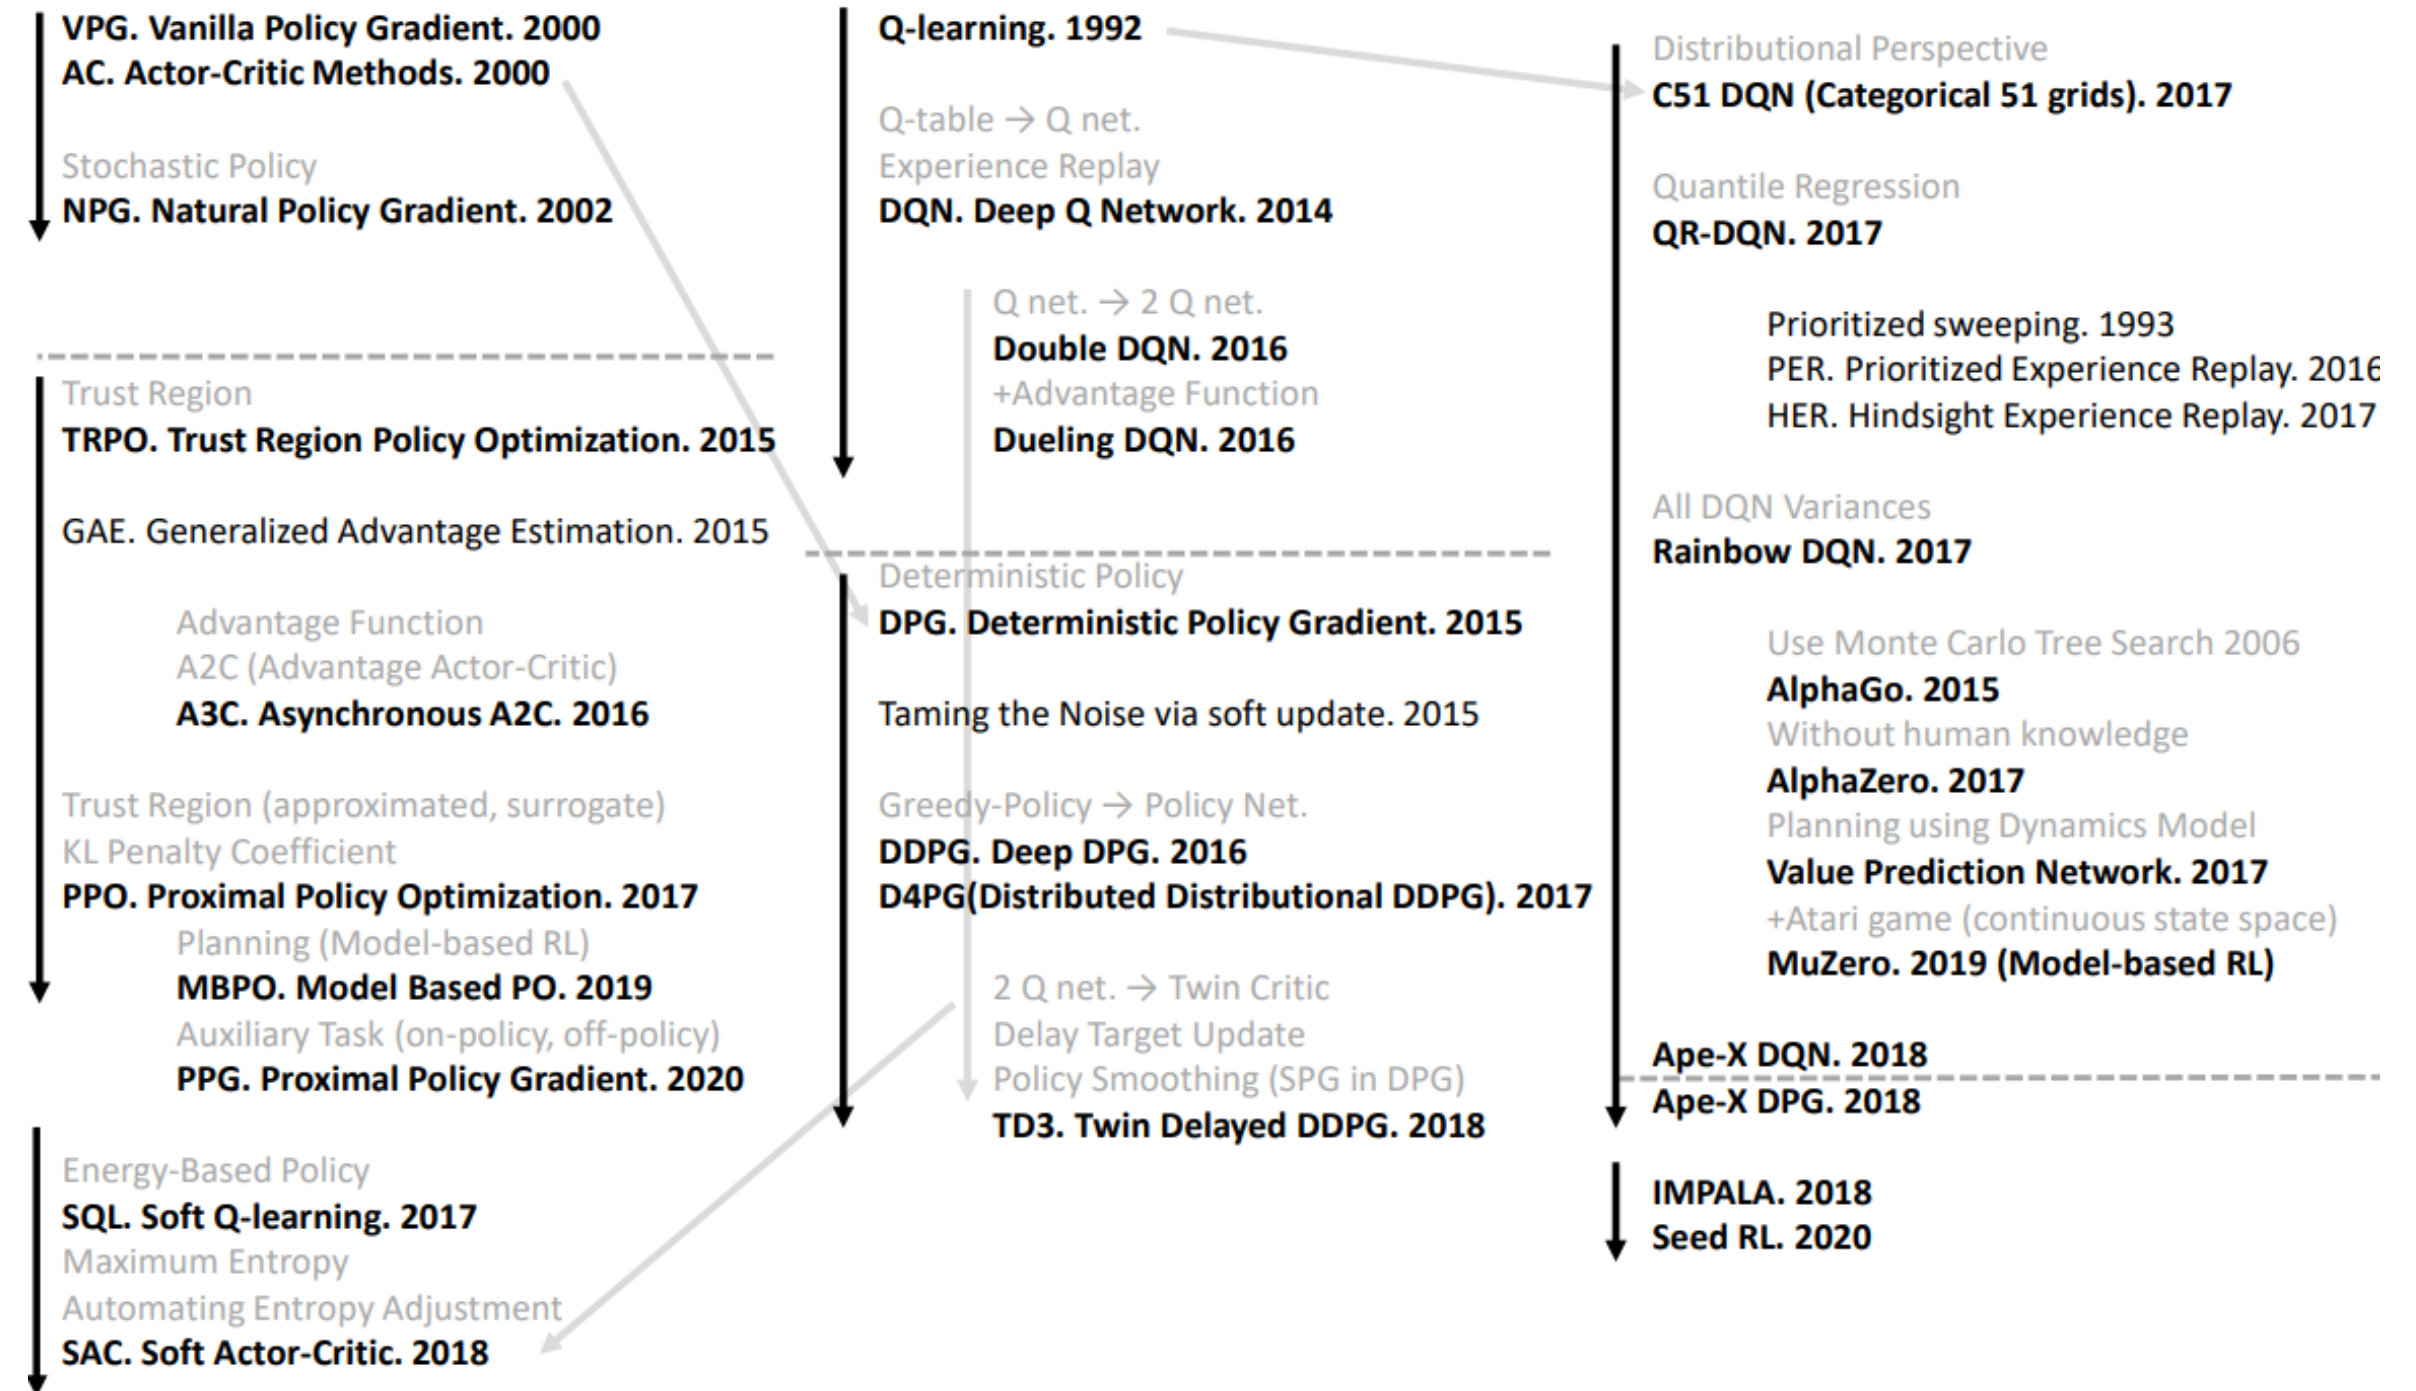 VPG. Vanilla Policy Gradient. 2000
AC. Actor-Critic Methods. 2000
Stochastic Policy
NPG. Natural Policy Gradient. 2002
Trust Region
TRPO. Trust Region Policy Optimization. 2015
GAE. Generalized Advantage Estimation. 2015
Advantage Function
A2C (Advantage Actor-Critic)
A3C. Asynchronous A2C. 2016
Trust Region (approximated, surrogate)
KL Penalty Coefficient
PPO. Proximal Policy Optimization. 2017
Planning (Model-based RL)
MBPO. Model Based PO. 2019
Auxiliary Task (on-policy, off-policy)
PPG. Proximal Policy Gradient. 2020
Energy-Based Policy
SQL. Soft Q-learning. 2017
Maximum Entropy
Automating Entropy Adjustment
SAC. Soft Actor-Critic. 2018
Q-learning. 1992
Q-table → Q net.
Experience Replay
DQN. Deep Q Network. 2014
Q net. → 2 Q net.
Double DQN. 2016
+Advantage Function
Dueling DQN. 2016
Deterministic Policy
DPG. Deterministic Policy Gradient. 2015
Taming the Noise via soft update. 2015
Greedy-Policy → Policy Net.
DDPG. Deep DPG. 2016
D4PG(Distributed Distributional DDPG). 2017
2 Q net. → Twin Critic
Delay Target Update
Policy Smoothing (SPG in DPG)
TD3. Twin Delayed DDPG. 2018
Distributional Perspective
C51 DQN (Categorical 51 grids). 2017
Quantile Regression
QR-DQN. 2017
Prioritized sweeping. 1993
PER. Prioritized Experience Replay. 2016
HER. Hindsight Experience Replay. 2017
All DQN Variances
Rainbow DQN. 2017
Use Monte Carlo Tree Search 2006
AlphaGo. 2015
Without human knowledge
AlphaZero. 2017
Planning using Dynamics Model
Value Prediction Network. 2017
+Atari game (continuous state space)
MuZero. 2019 (Model-based RL)
Ape-X DQN. 2018
Ape-X DPG. 2018
IMPALA. 2018
Seed RL. 2020